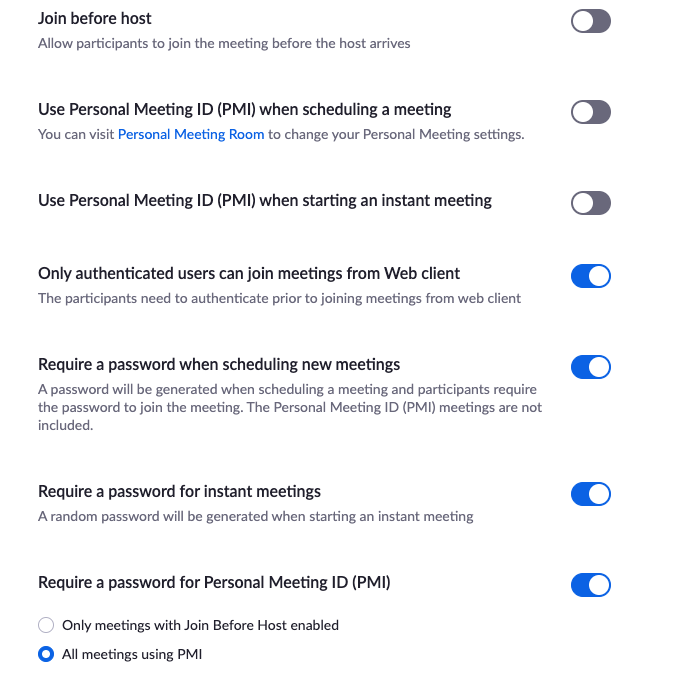 Join before host
Allow participants to join the meeting before the host arrives
Use Personal Meeting ID (PMI) when scheduling a meeting
You can visit Personal Meeting Room to change your Personal Meeting settings.
Use Personal Meeting ID (PMI) when starting an instant meeting
Only authenticated users can join meetings from Web client
The participants need to authenticate prior to joining meetings from web client
Require a password when scheduling new meetings
A password will be generated when scheduling a meeting and participants require
the password to join the meeting. The Personal Meeting ID (PMI) meetings are not
included.
Require a password for instant meetings
A random password will be generated when starting an instant meeting
Require a password for Personal Meeting ID (PMI)
Only meetings with Join Before Host enabled
All meetings using PMI